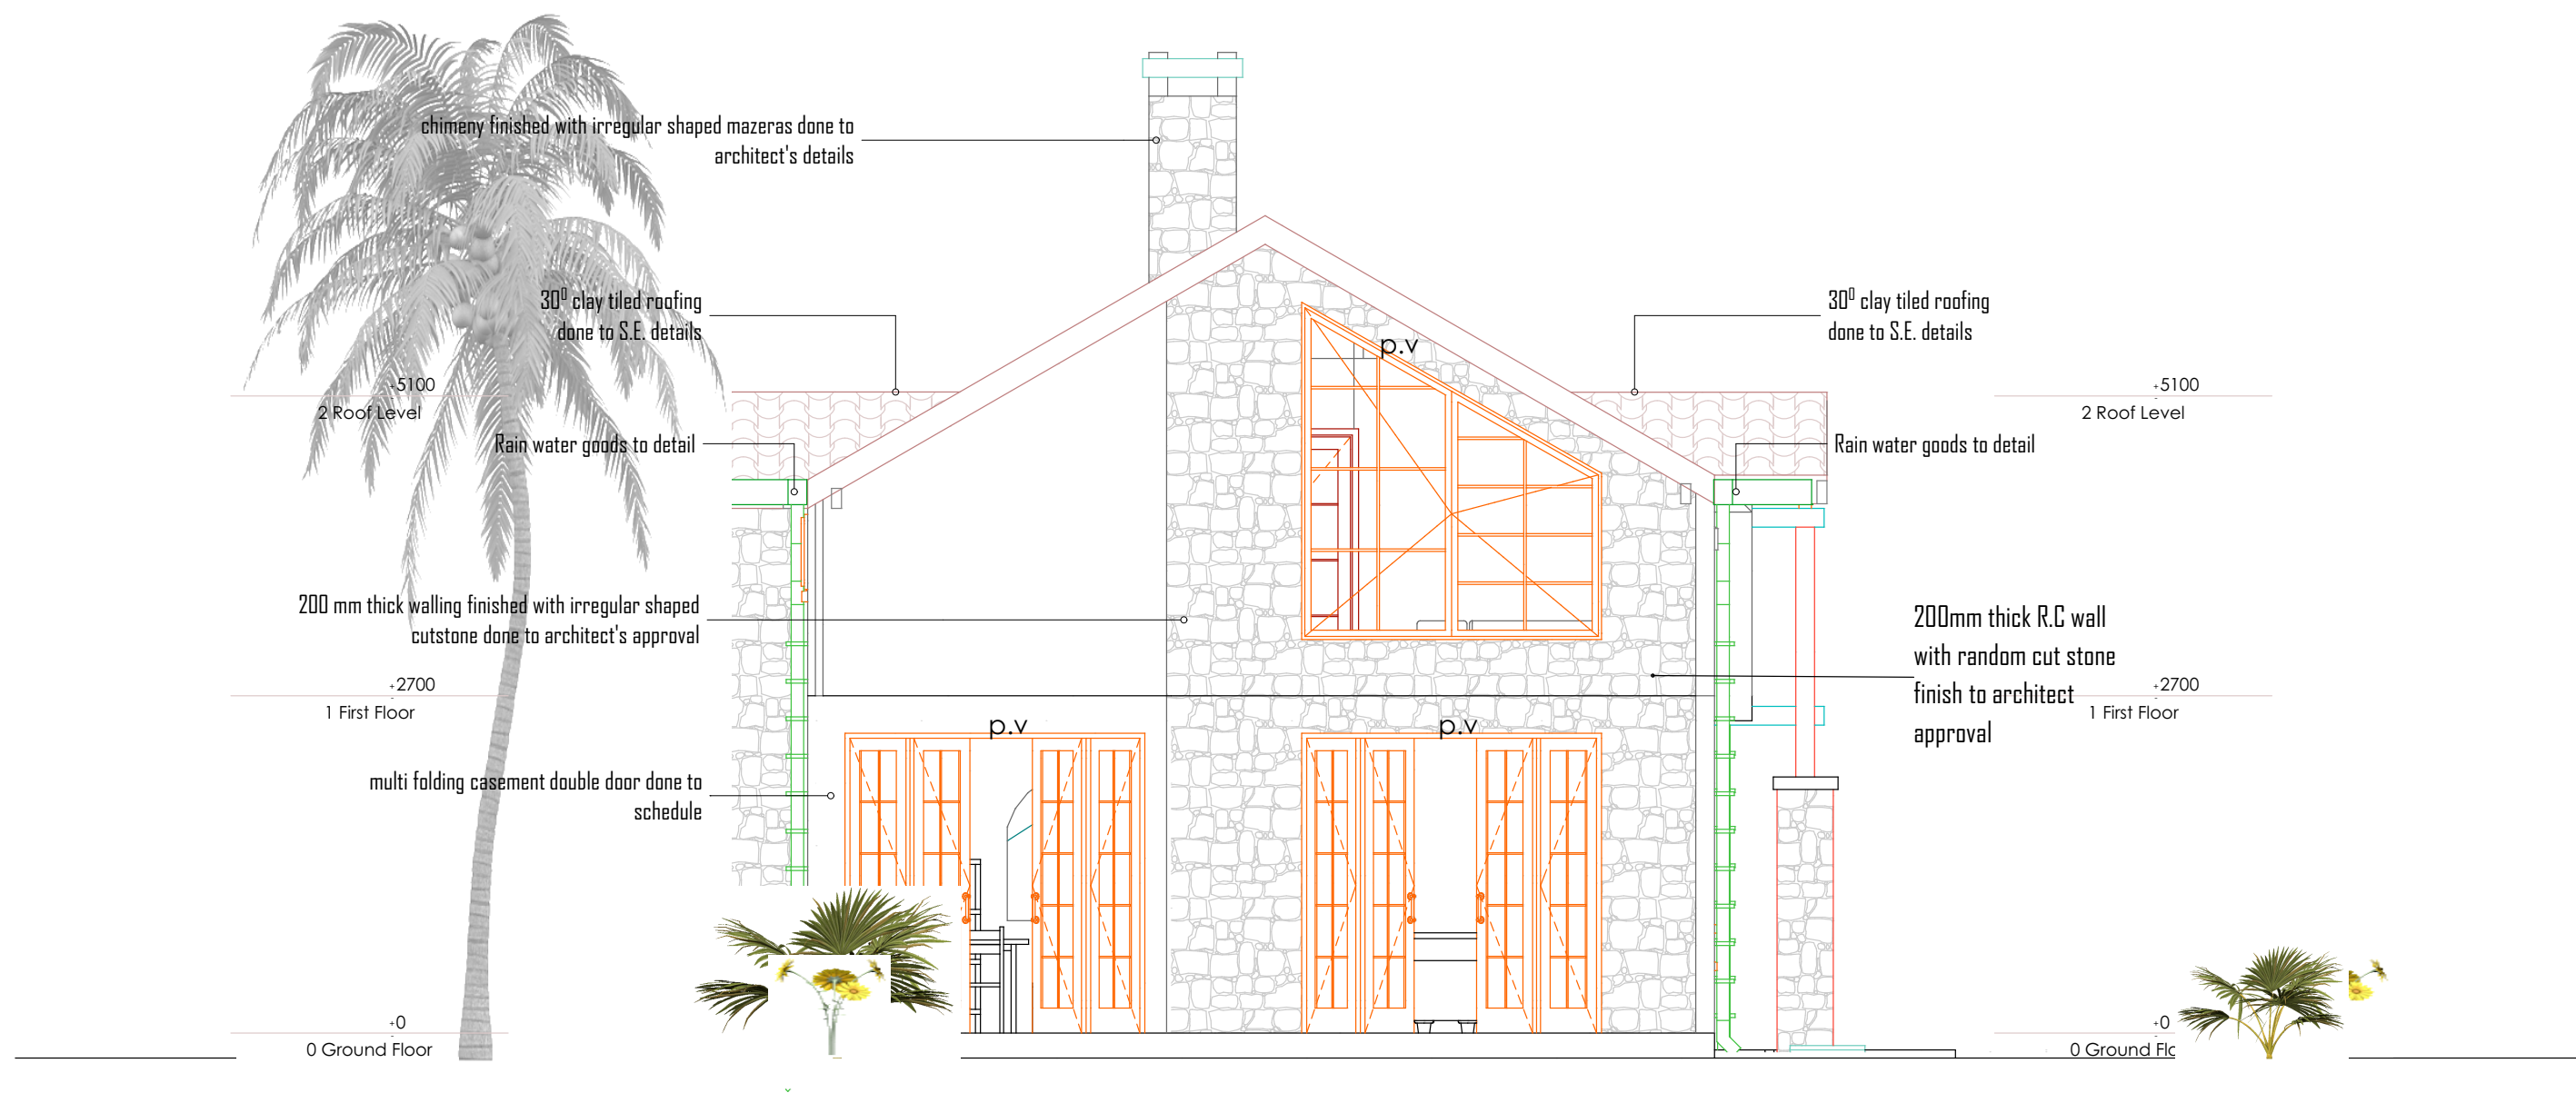 chimeny finished with irregular shaped mazeras done to
architect's details
30⁰ clay tiled roofing
done to S.E. details
30⁰ clay tiled roofing
done to S.E. details
p.v
+5100
2 Roof Level
+5100
2 Roof Level
Rain water goods to detail
Rain water goods to detail
200 mm thick walling finished with irregular shaped
cutstone done to architect's approval
200mm thick R.C wall
with random cut stone
finish to architect
approval
+2700
1 First Floor
+2700
1 First Floor
p.v
p.v
multi folding casement double door done to
schedule
+0
0 Ground Floor
+0
0 Ground Flo